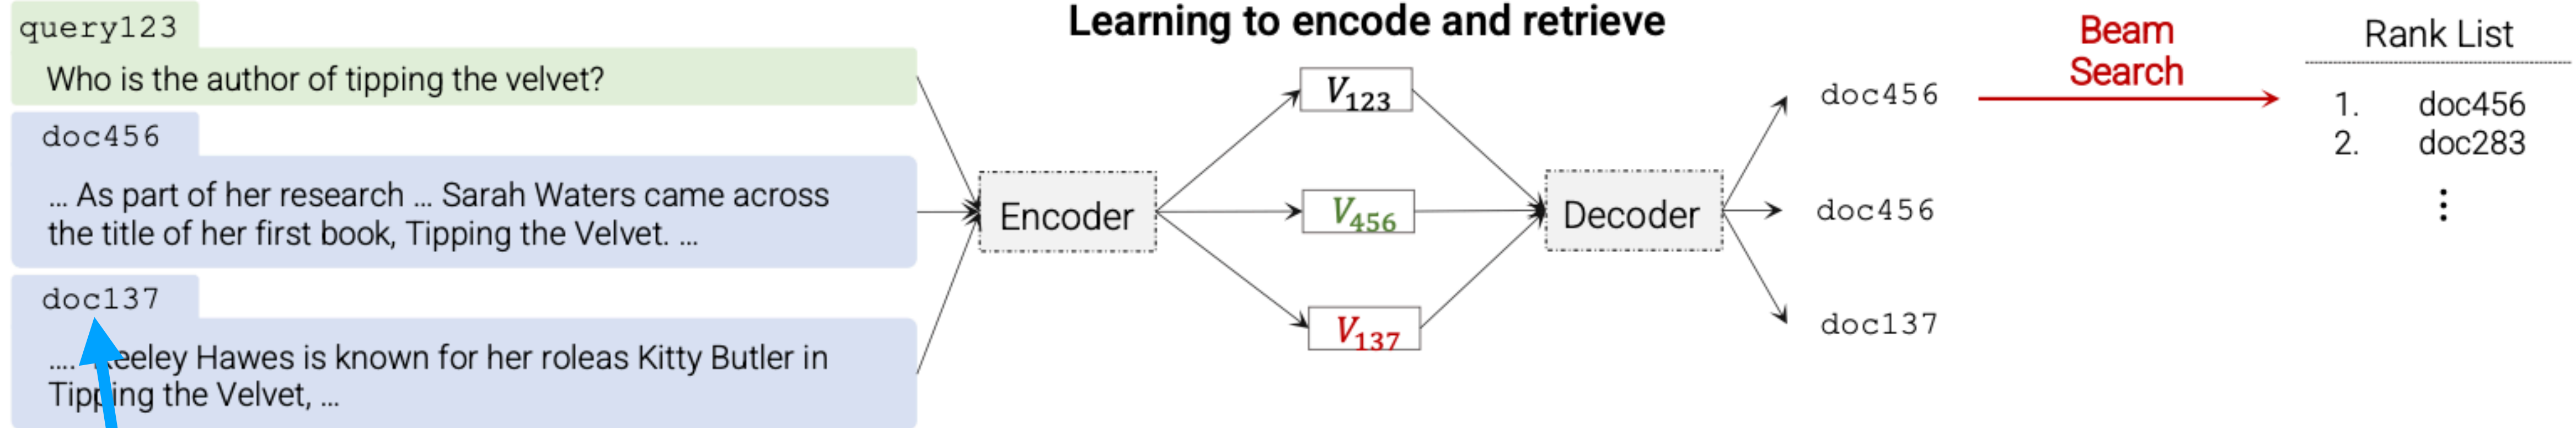 Learning to encode and retrieve
query123
Who is the author of tipping the velvet?
doc456
... As part of her research ... Sarah Waters came across
the title of her first book, Tipping the Velvet. ...
doc137
.... eeley Hawes is known for her roleas Kitty Butler in
Tipping the Velvet, ...
Encoder
V123
V456
V137
Decoder
doc456
doc456
doc137
Beam
Search
Rank List
1. doc456
2. doc283
⋮